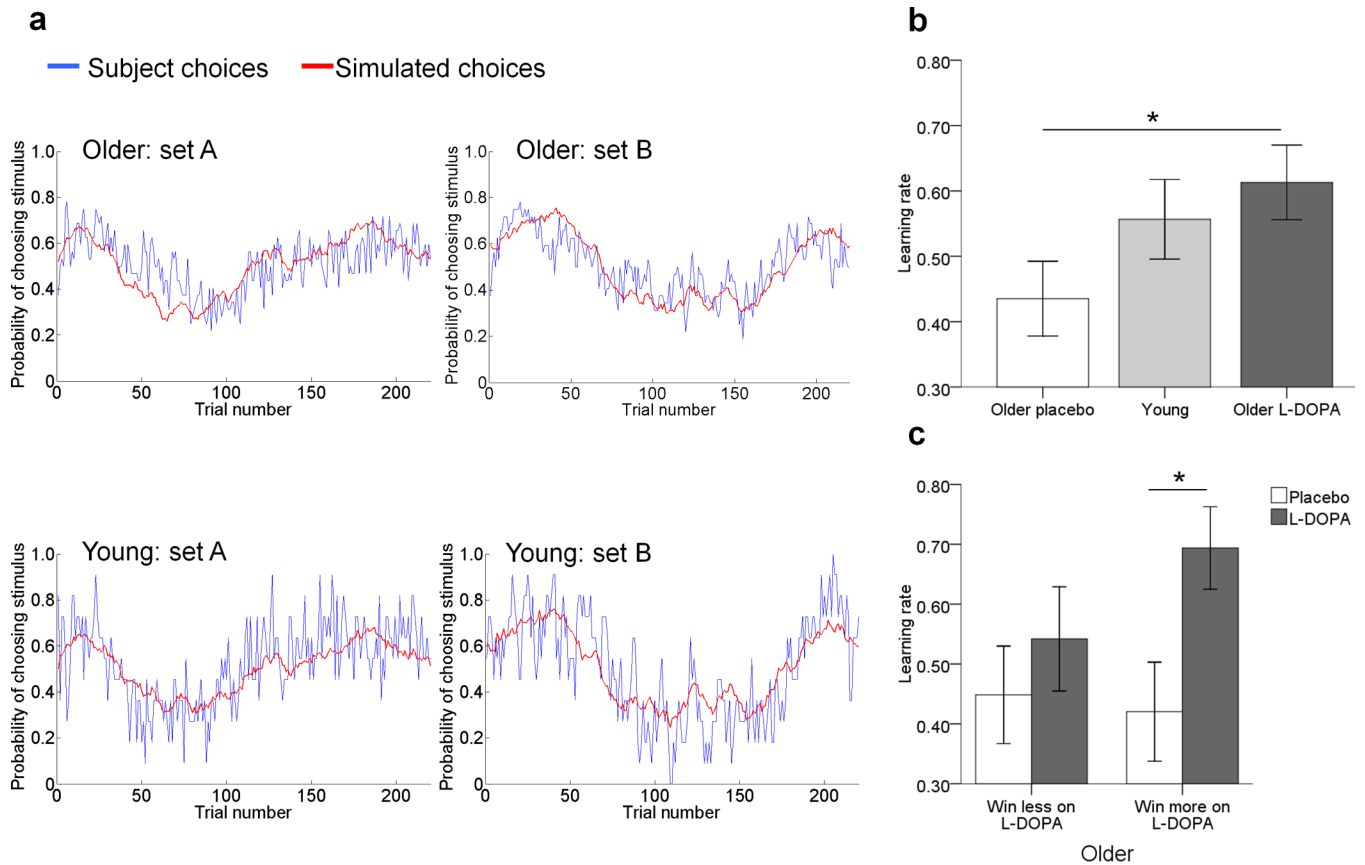 a
Subject choices
Simulated choices
Older: set A
Probability of choosing stimulus
1.0
0.8
0.6
0.4
0.2
0
0 50 100 150 200
Trial number
Older: set B
Probability of choosing stimulus
1.0
0.8
0.6
0.4
0.2
0
0 50 100 150 200
Trial number
Young: set A
Probability of choosing stimulus
1.0
0.8
0.6
0.4
0.2
0
0 50 100 150 200
Trial number
Young: set B
Probability of choosing stimulus
1.0
0.8
0.6
0.4
0.2
0
0 50 100 150 200
Trial number
b
Learning rate
0.80
0.70
0.60
0.50
0.40
0.30
*
Older placebo Young Older L-DOPA
c
Learning rate
0.80
0.70
0.60
0.50
0.40
0.30
*
Placebo
L-DOPA
Win less on
L-DOPA
Win more on
L-DOPA
Older